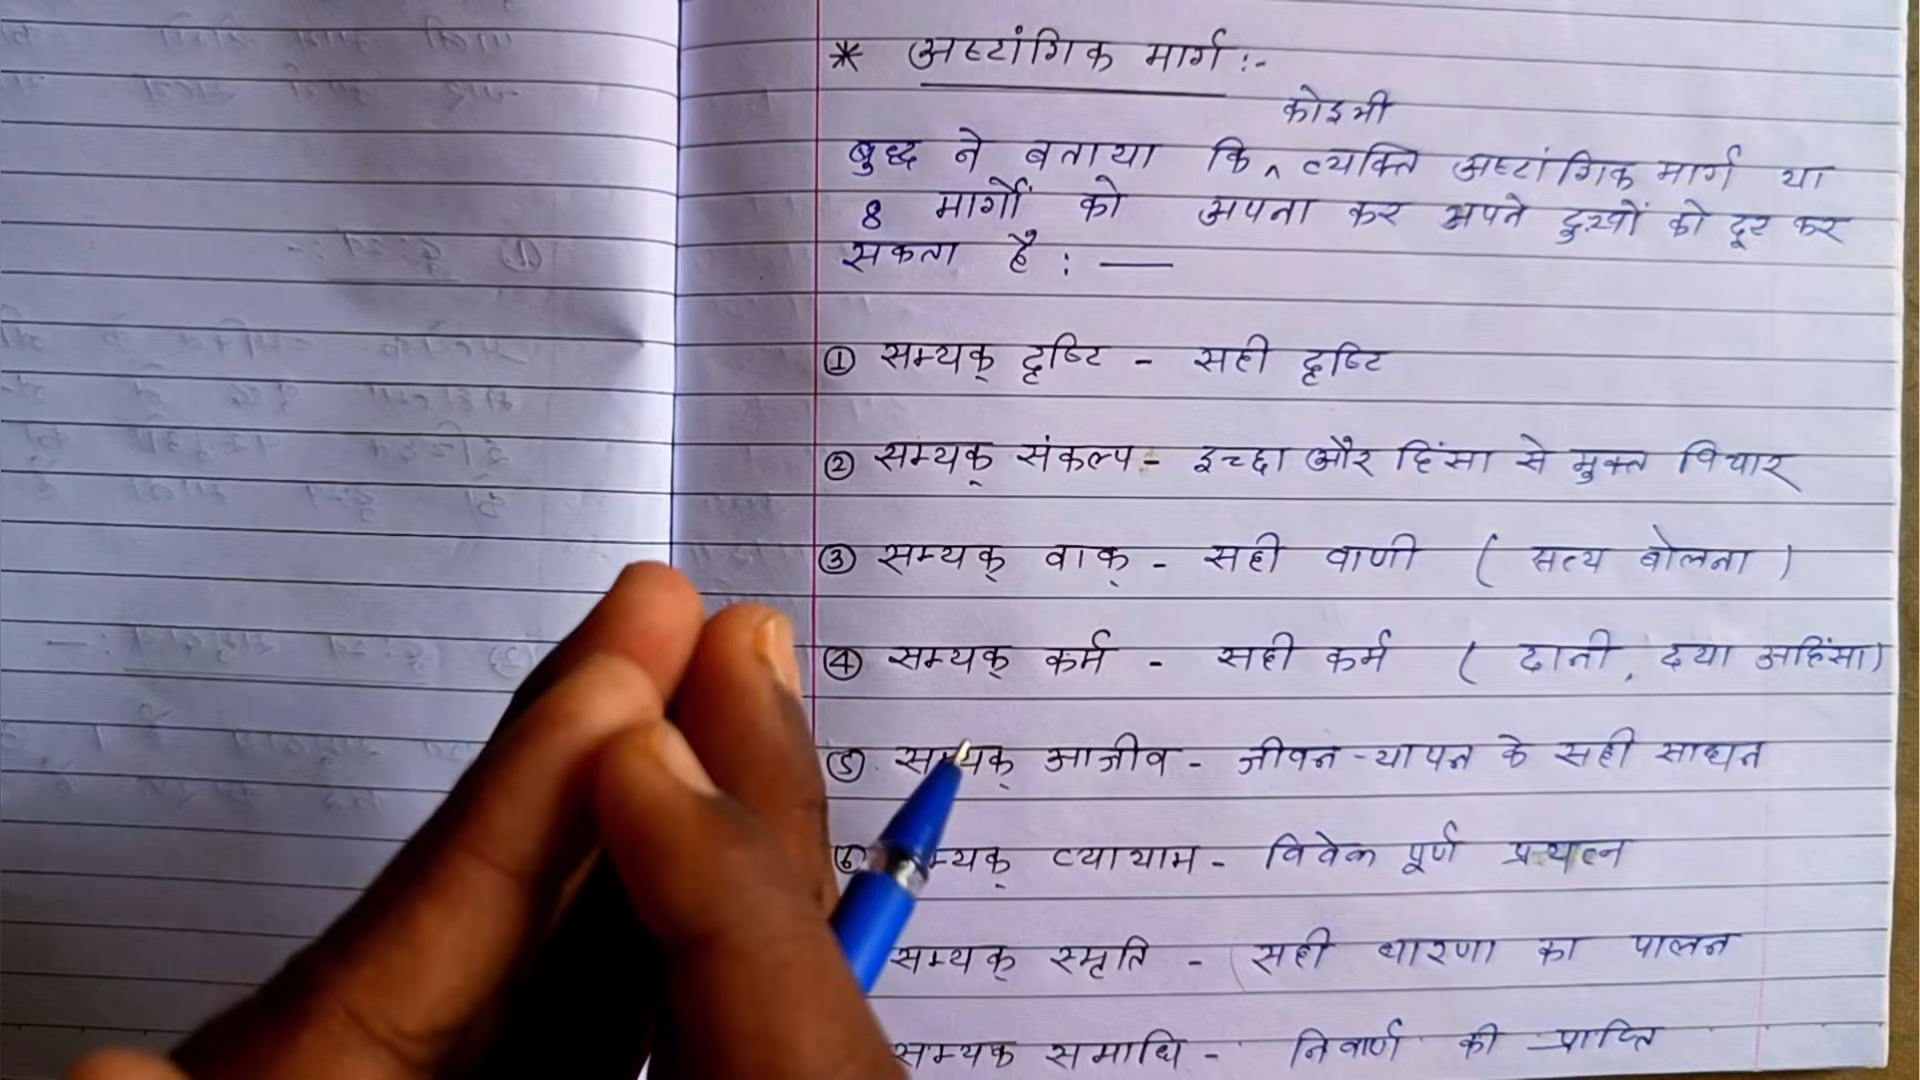 * अष्टांगिक मार्ग :-
कोइ भी
बुध्द ने बताया कि ^ व्यक्ति अष्टांगिक मार्ग या
8 मार्गों को अपना कर अपने दुःखों को दूर कर
सकता है : —
① सम्यक् दृष्टि - सही दृष्टि
② सम्यक् संकल्प - इच्छा और हिंसा से मुक्त विचार
③ सम्यक् वाक् - सही वाणी ( सत्य बोलना )
④ सम्यक् कर्म - सही कर्म ( दानी, दया अहिंसा)
⑤ सम्यक् आजीव - जीवन-यापन के सही साधन
⑥ म्यक् व्यायाम - विवेक पूर्ण प्रयत्न
सम्यक् स्मृति - सही धारणा का पालन
सम्यक समाधि - निवार्ण की प्राप्ति